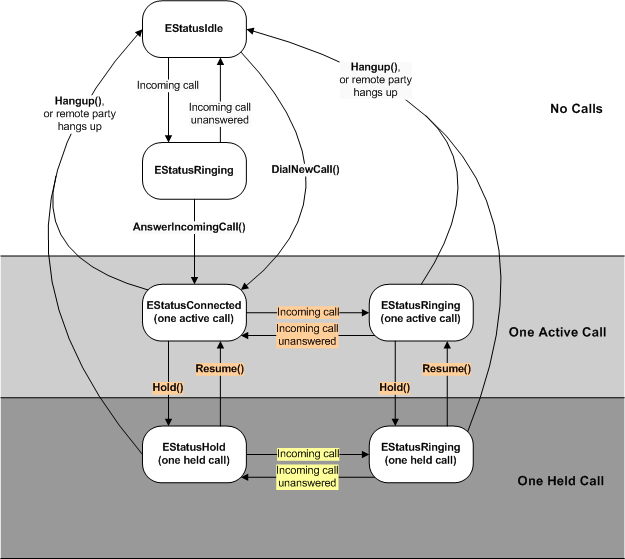 EStatusIdle
Incoming call
Incoming call
unanswered
Hangup(),
or remote party
hangs up
Hangup(),
or remote party
hangs up
No Calls
EStatusRinging
DialNewCall()
AnswerIncomingCall()
EStatusConnected
(one active call)
Incoming call
Incoming call
unanswered
EStatusRinging
(one active call)
One Active Call
Hold()
Resume()
Hold()
Resume()
EStatusHold
(one held call)
Incoming call
Incoming call
unanswered
EStatusRinging
(one held call)
One Held Call